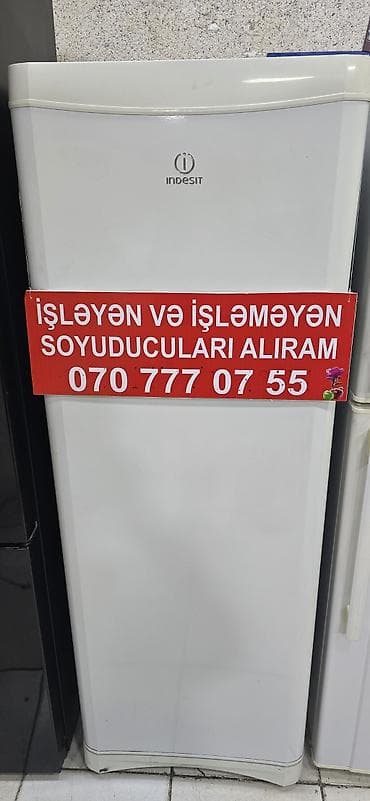 indesit
İŞLƏYƏN VƏ İŞLƏMƏYƏN
SOYUDUCULARI ALIRAM
070 777 07 55